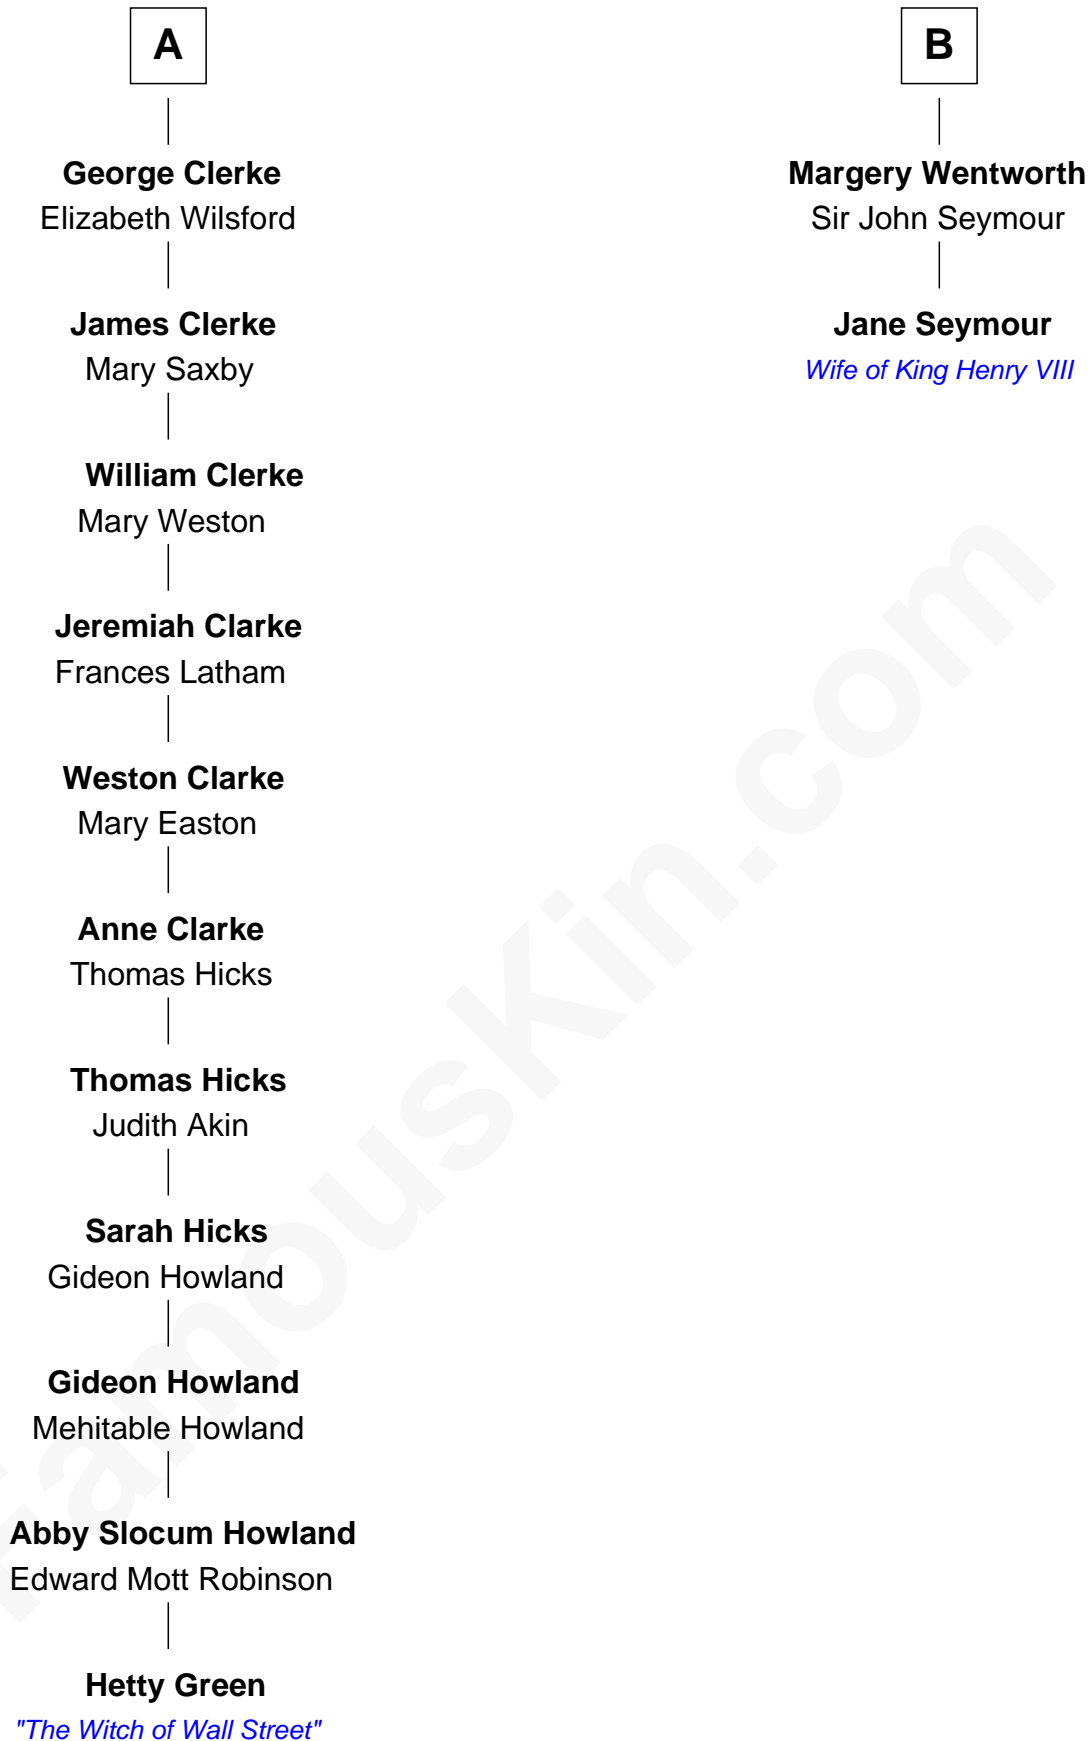 A
George Clerke
Elizabeth Wilsford
James Clerke
Mary Saxby
William Clerke
Mary Weston
Jeremiah Clarke
Frances Latham
Weston Clarke
Mary Easton
Anne Clarke
Thomas Hicks
Thomas Hicks
Judith Akin
Sarah Hicks
Gideon Howland
Gideon Howland
Mehitable Howland
Abby Slocum Howland
Edward Mott Robinson
Hetty Green
"The Witch of Wall Street"
B
Margery Wentworth
Sir John Seymour
Jane Seymour
Wife of King Henry VIII
FamousKin.com